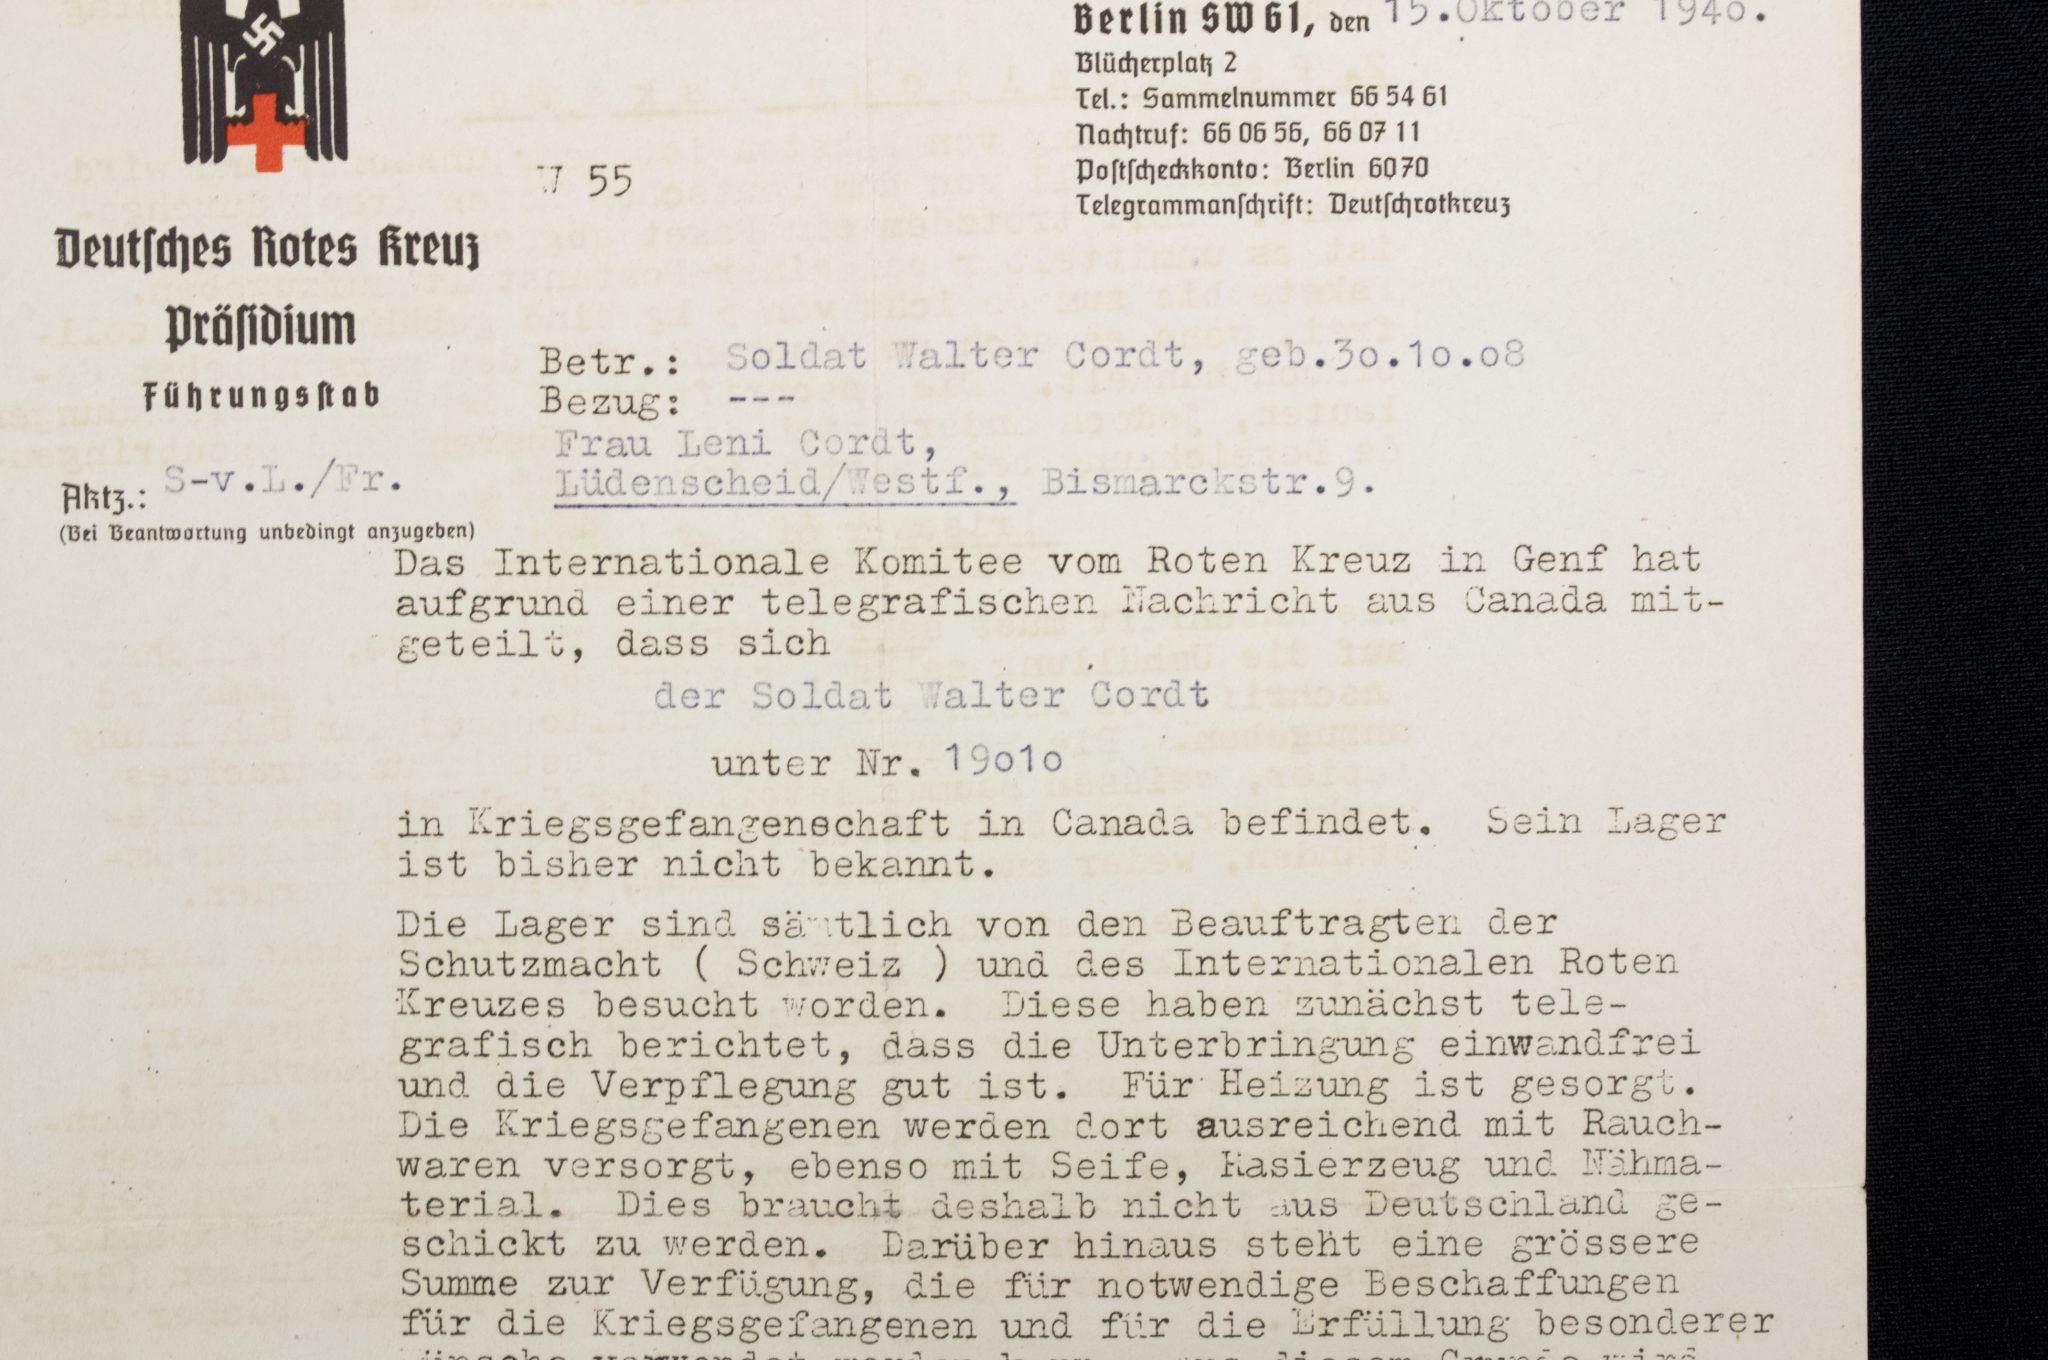 Berlin SW 61, den 15.Oktober 194o.
Blücherplatz 2
Tel.: Sammelnummer 66 54 61
Nachtruf: 66 06 56, 66 07 11
Postscheckkonto: Berlin 6070
Telegrammanschrift: Deutschrotkreuz
W 55
Deutsches Rotes Kreuz
Präsidium
Führungsstab
Betr.: Soldat Walter Cordt, geb.3o.1o.o8
Bezug: ---
Frau Leni Cordt,
Lüdenscheid/Westf., Bismarckstr.9.
Aktz.: S-v.L./Fr.
(Bei Beantwortung unbedingt anzugeben)
Das Internationale Komitee vom Roten Kreuz in Genf hat
aufgrund einer telegrafischen Nachricht aus Canada mit-
geteilt, dass sich
der Soldat Walter Cordt
unter Nr. 19o1o
in Kriegsgefangenschaft in Canada befindet. Sein Lager
ist bisher nicht bekannt.
Die Lager sind sämtlich von den Beauftragten der
Schutzmacht ( Schweiz ) und des Internationalen Roten
Kreuzes besucht worden. Diese haben zunächst tele-
grafisch berichtet, dass die Unterbringung einwandfrei
und die Verpflegung gut ist. Für Heizung ist gesorgt.
Die Kriegsgefangenen werden dort ausreichend mit Rauch-
waren versorgt, ebenso mit Seife, Rasierzeug und Nähma-
terial. Dies braucht deshalb nicht aus Deutschland ge-
schickt zu werden. Darüber hinaus steht eine grössere
Summe zur Verfügung, die für notwendige Beschaffungen
für die Kriegsgefangenen und für die Erfüllung besonderer